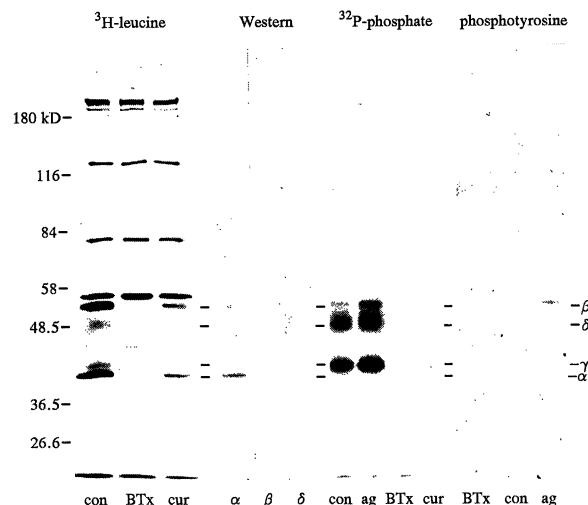 ³H-leucine Western ³²P-phosphate phosphotyrosine
180 kD–
116–
84–
58–
–β
48.5–
–δ
–γ
–α
36.5–
26.6–
con BTx cur α β δ con ag BTx cur BTx con ag